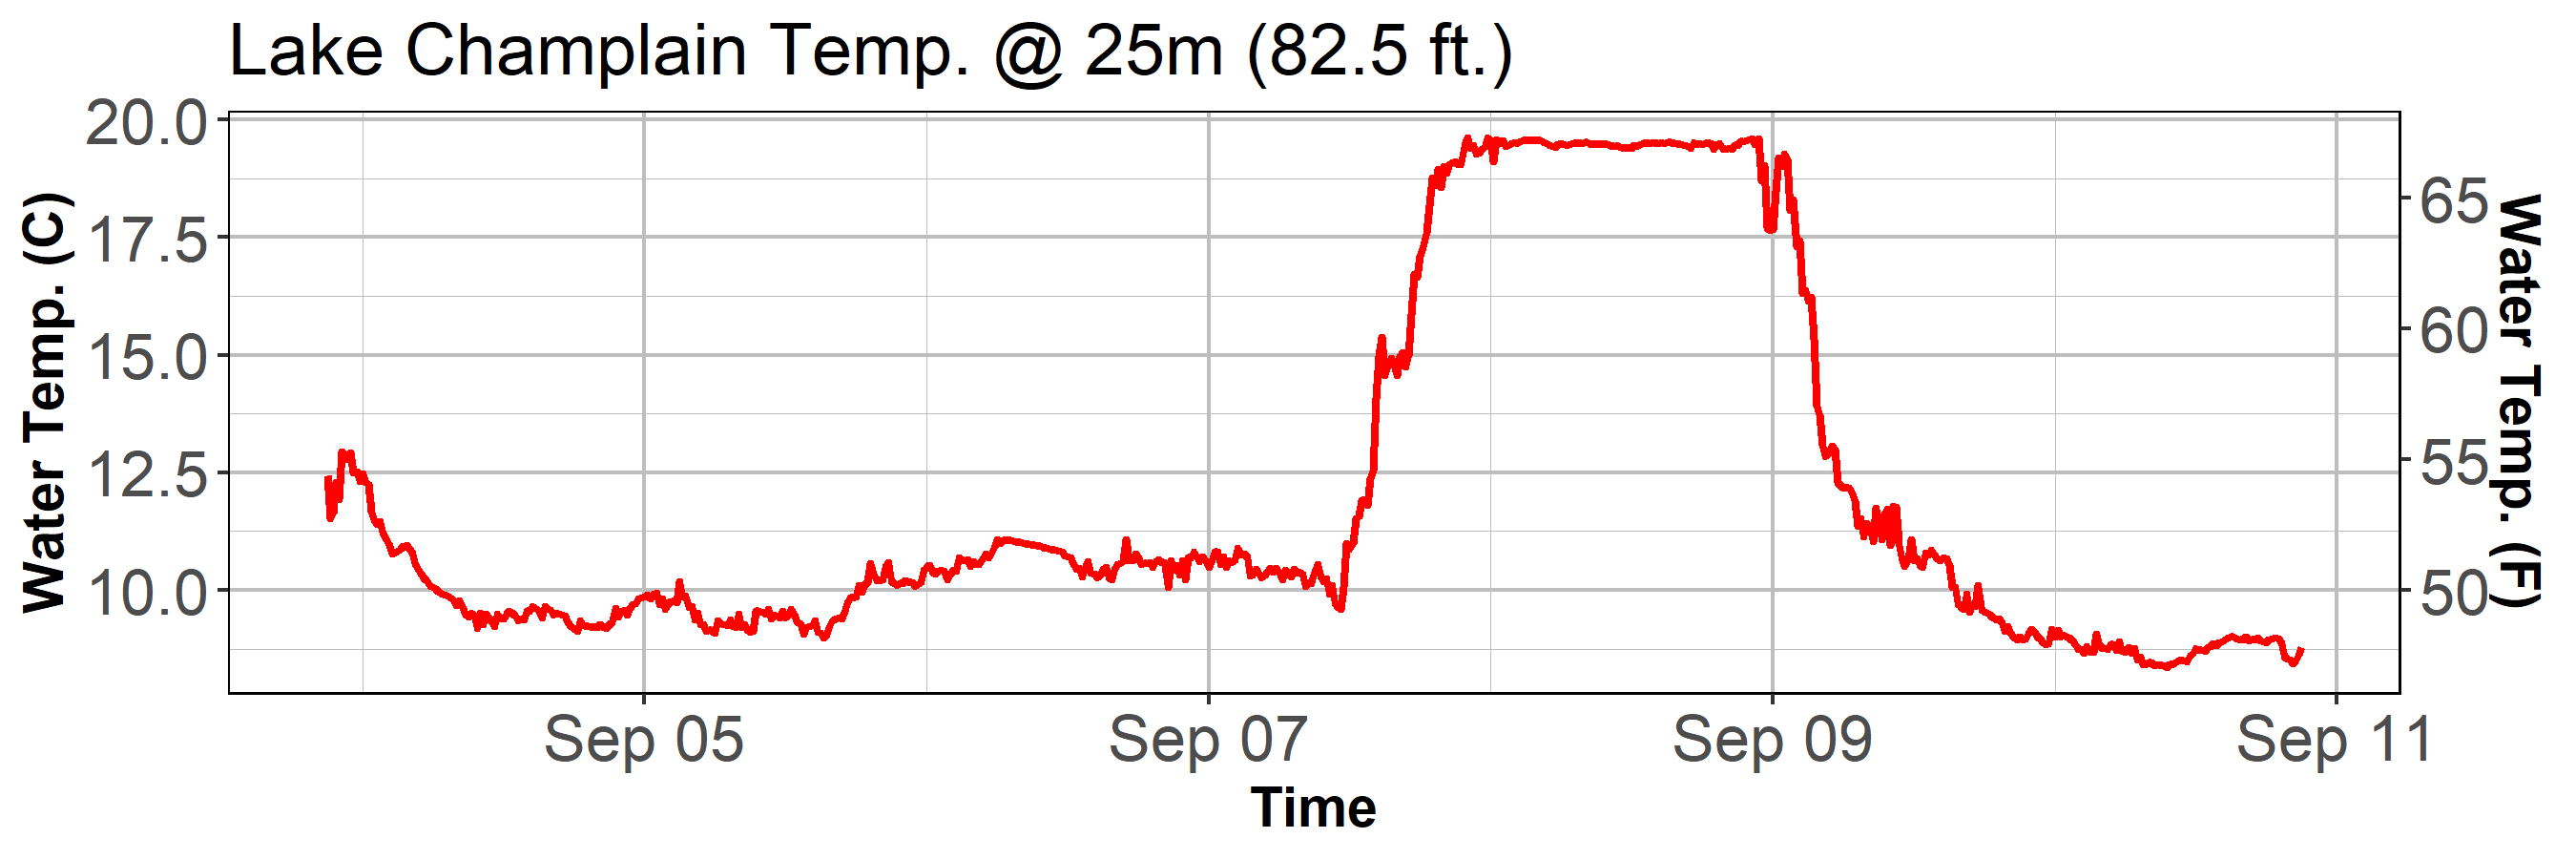 Lake Champlain Temp. @ 25m (82.5 ft.)
Water Temp. (C)
20.0
17.5
15.0
12.5
10.0
65
60
55
50
Water Temp. (F)
Sep 05 Sep 07 Sep 09 Sep 11
Time